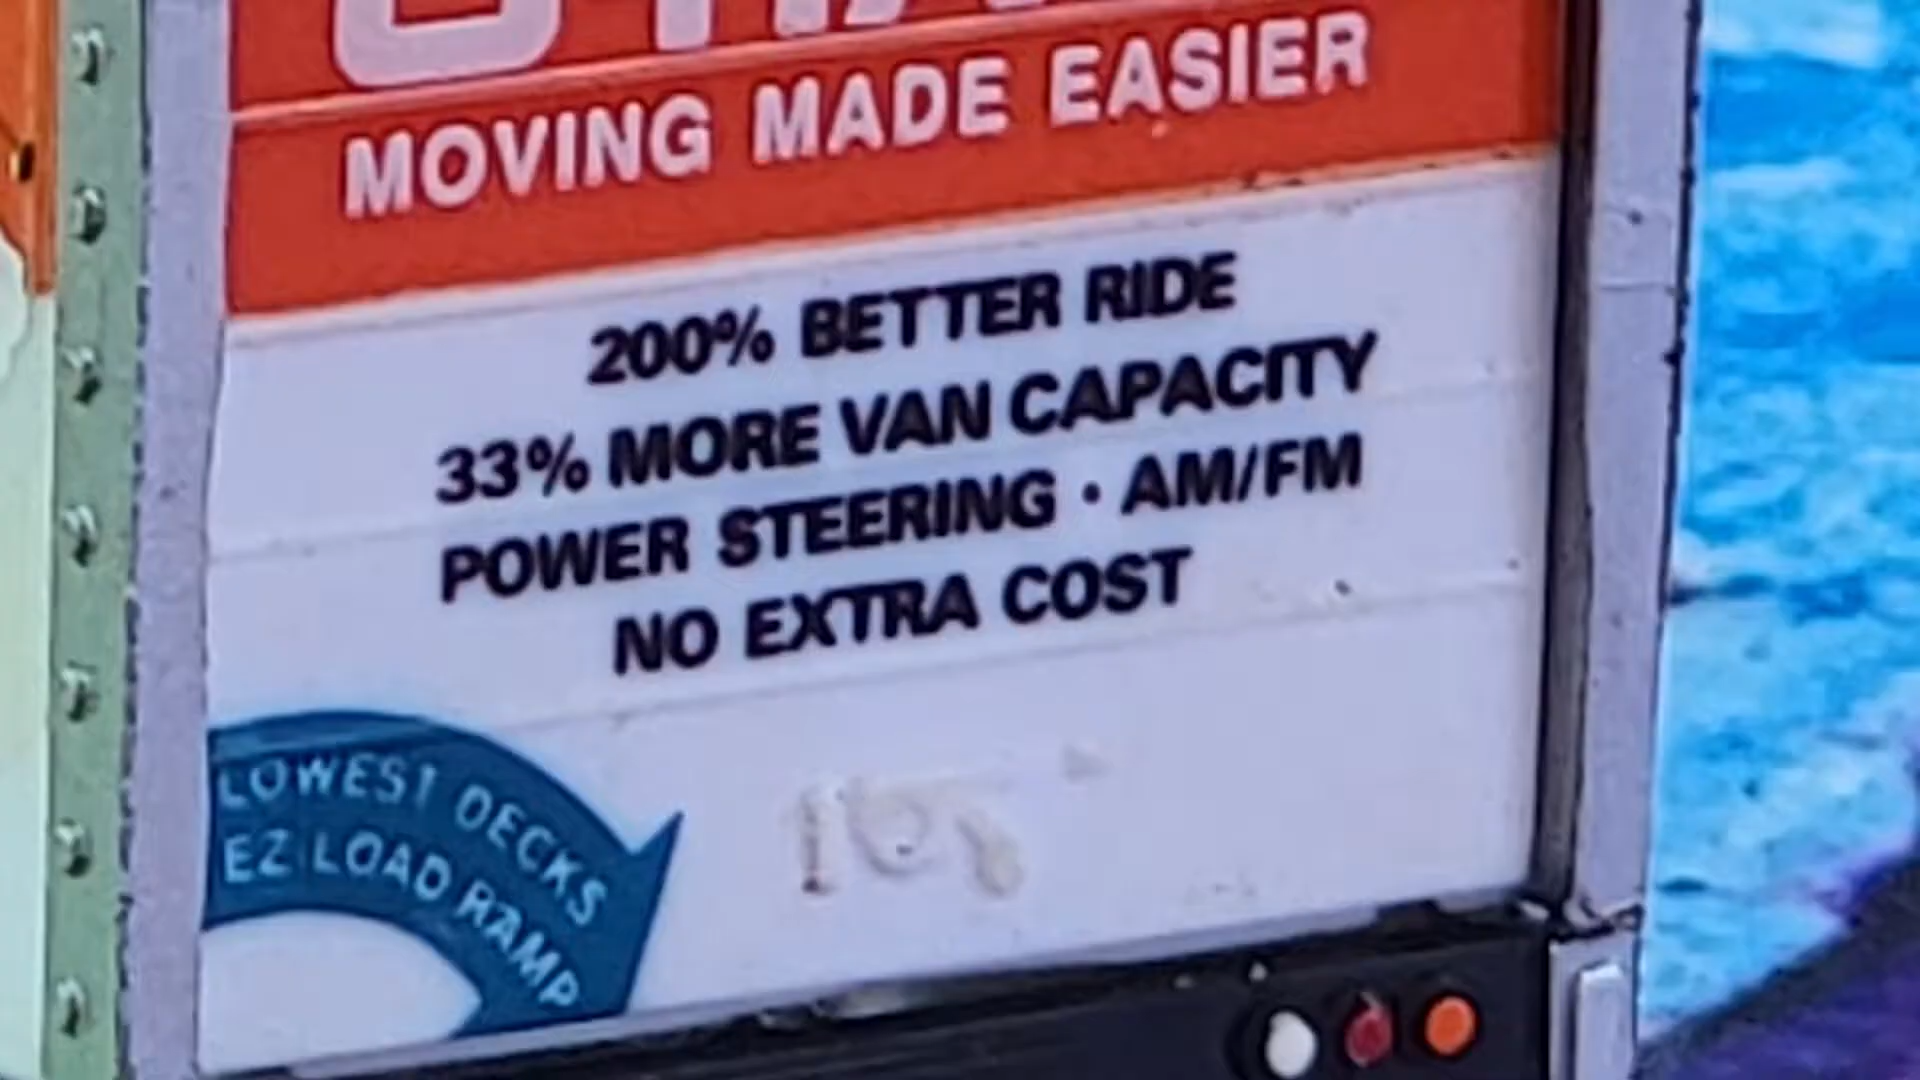 MOVING MADE EASIER
200% BETTER RIDE
33% MORE VAN CAPACITY
POWER STEERING · AM/FM
NO EXTRA COST
LOWEST DECKS
EZ LOAD RAMP